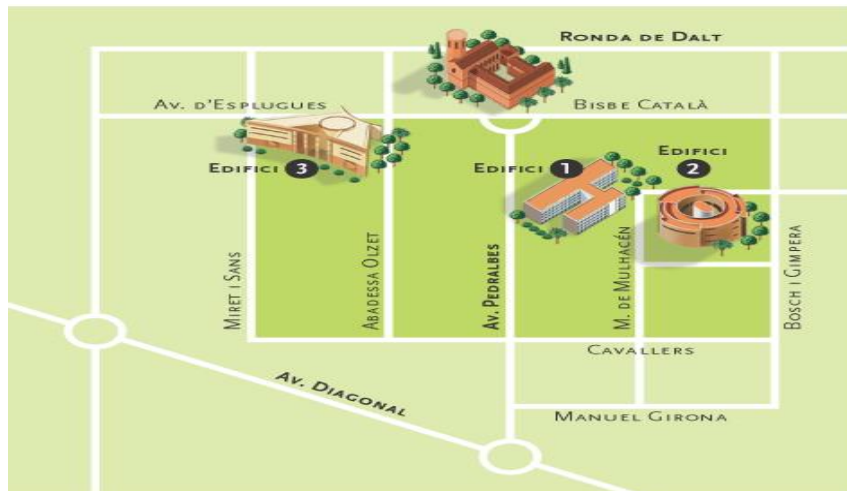 Ronda de Dalt
Av. d'Esplugues
Bisbe Català
Edifici 3
Edifici 1
Edifici
2
Miret i Sans
Abadessa Olzet
Av. Pedralbes
M. de Mulhacén
Bosch i Gimpera
Cavallers
Av. Diagonal
Manuel Girona